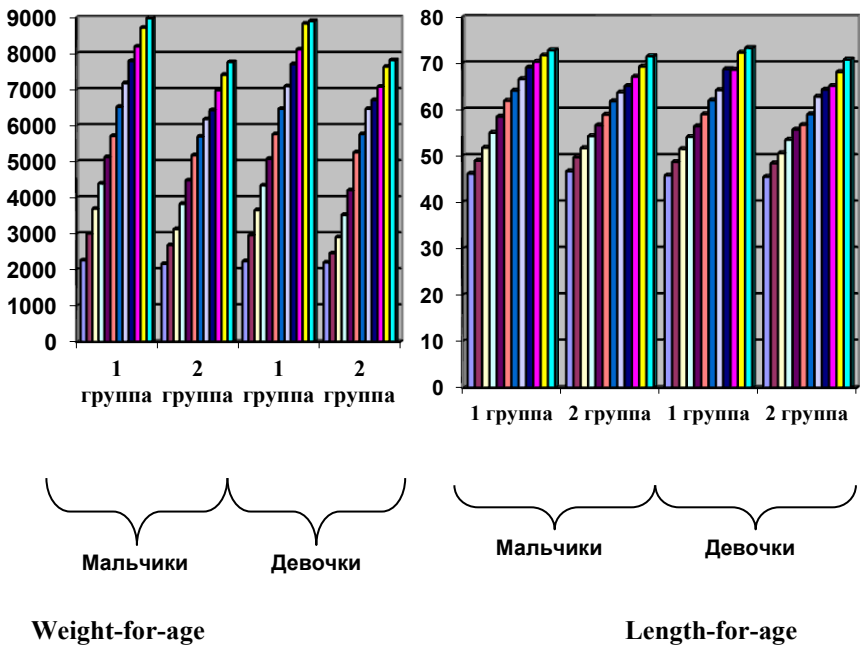 9000
8000
7000
6000
5000
4000
3000
2000
1000
0
1 группа
2 группа
1 группа
2 группа
Мальчики
Девочки
Weight-for-age
80
70
60
50
40
30
20
10
0
1 группа
2 группа
1 группа
2 группа
Мальчики
Девочки
Length-for-age